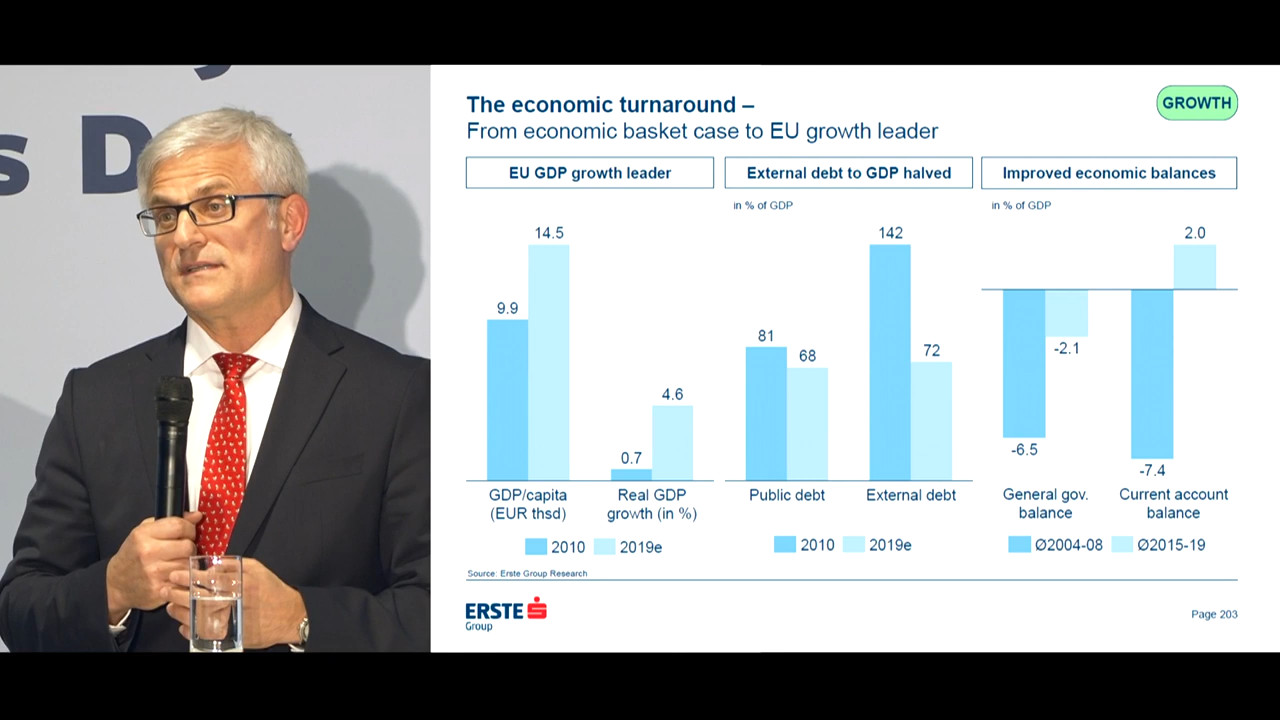 s D
The economic turnaround –
From economic basket case to EU growth leader
GROWTH
EU GDP growth leader
9.9
14.5
0.7
4.6
GDP/capita
(EUR thsd)
Real GDP
growth (in %)
2010
2019e
External debt to GDP halved
in % of GDP
81
68
142
72
Public debt
External debt
2010
2019e
Improved economic balances
in % of GDP
-6.5
-2.1
-7.4
2.0
General gov.
balance
Current account
balance
Ø2004-08
Ø2015-19
Source: Erste Group Research
ERSTE
Group
Page 203